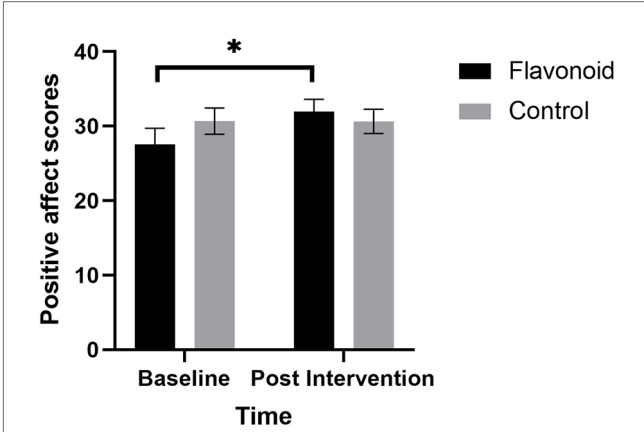 *
40
30
20
10
0
Positive affect scores
Baseline
Post Intervention
Time
Flavonoid
Control